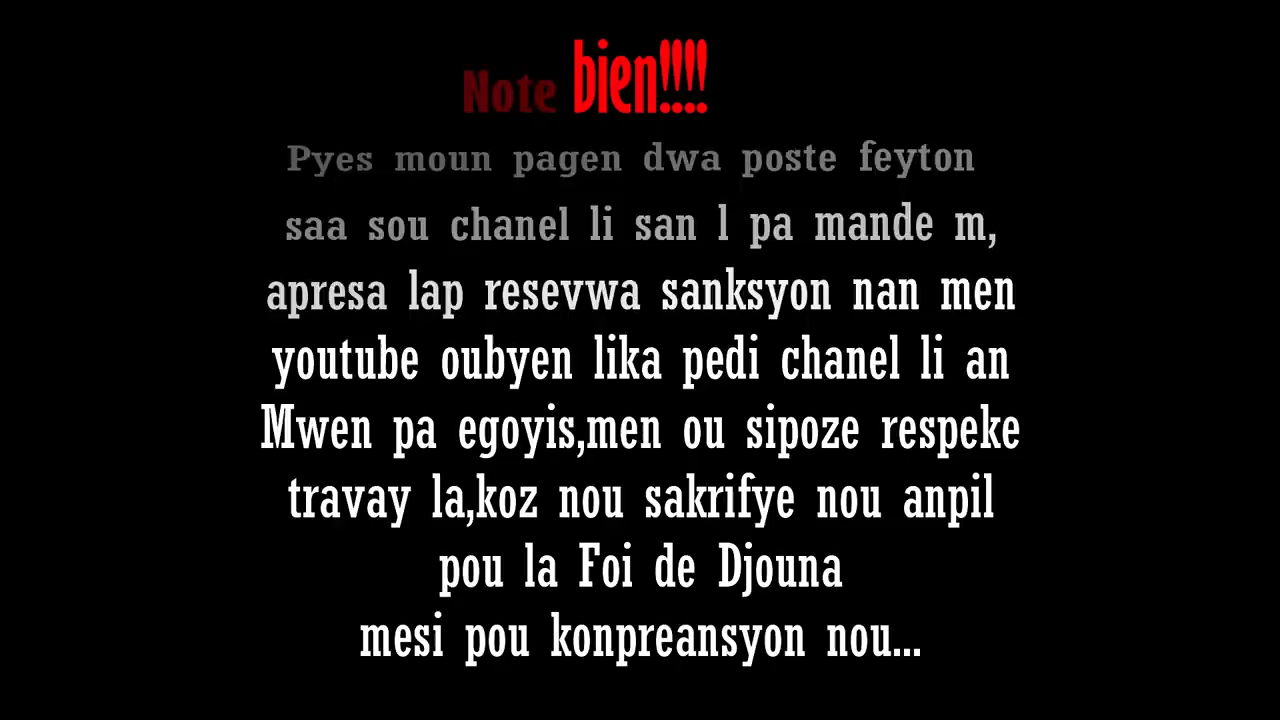 Note bien!!!!
Pyes moun pagen dwa poste feyton
saa sou chanel li san l pa mande m,
apresa lap resevwa sanksyon nan men
youtube oubyen lika pedi chanel li an
Mwen pa egoyis,men ou sipoze respeke
travay la,koz nou sakrifye nou anpil
pou la Foi de Djouna
mesi pou konpreansyon nou...